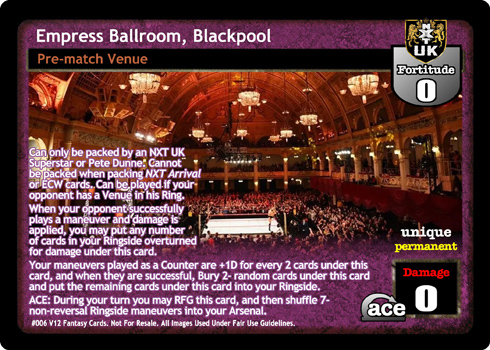 Empress Ballroom, Blackpool
Pre-match Venue
NXT
UK
Fortitude
0
Can only be packed by an NXT UK
Superstar or Pete Dunne. Cannot
be packed when packing NXT Arrival
or ECW cards. Can be played if your
opponent has a Venue in his Ring.
When your opponent successfully
plays a maneuver and damage is
applied, you may put any number
of cards in your Ringside overturned
for damage under this card.
Your maneuvers played as a Counter are +1D for every 2 cards under this
card, and when they are successful, Bury 2- random cards under this card
and put the remaining cards under this card into your Ringside.
ACE: During your turn you may RFG this card, and then shuffle 7-
non-reversal Ringside maneuvers into your Arsenal.
unique
permanent
Damage
0
ace
#006 V12 Fantasy Cards. Not For Resale. All Images Used Under Fair Use Guidelines.